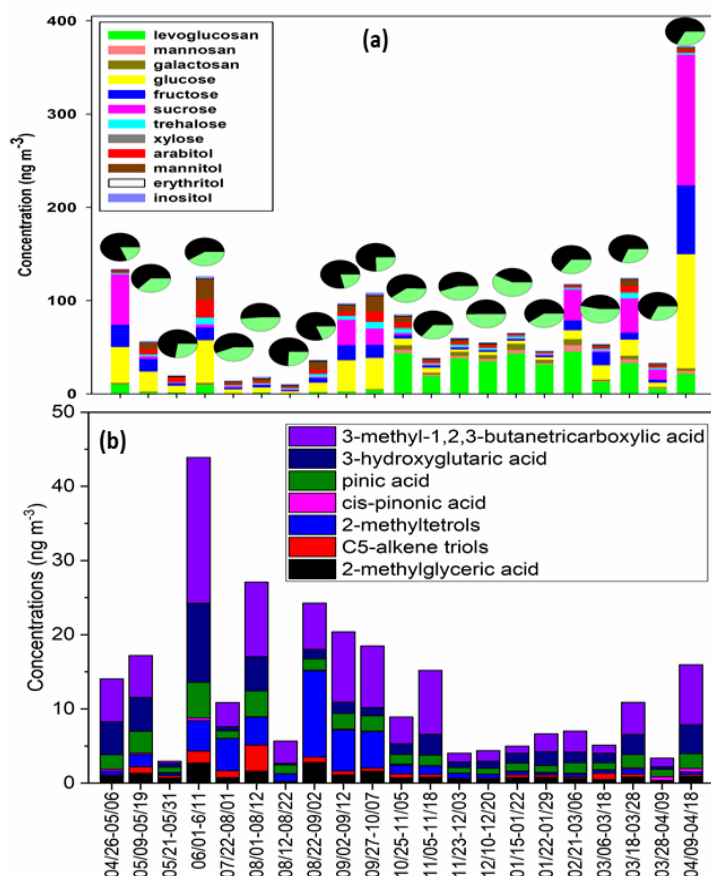 (a)
400
300
200
100
0
Concentration (ng m-3)
levoglucosan
mannosan
galactosan
glucose
fructose
sucrose
trehalose
xylose
arabitol
mannitol
erythritol
inositol
(b)
50
40
30
20
10
0
Concentrations (ng m-3)
3-methyl-1,2,3-butanetricarboxylic acid
3-hydroxyglutaric acid
pinic acid
cis-pinonic acid
2-methyltetrols
C5-alkene triols
2-methylglyceric acid
04/26-05/06
05/09-05/19
05/21-05/31
06/01-6/11
07/22-08/01
08/01-08/12
08/12-08/22
08/22-09/02
09/02-09/12
09/27-10/07
10/25-11/05
11/05-11/18
11/23-12/03
12/10-12/20
01/15-01/22
01/22-01/29
02/21-03/06
03/06-03/18
03/18-03/28
03/28-04/09
04/09-04/18